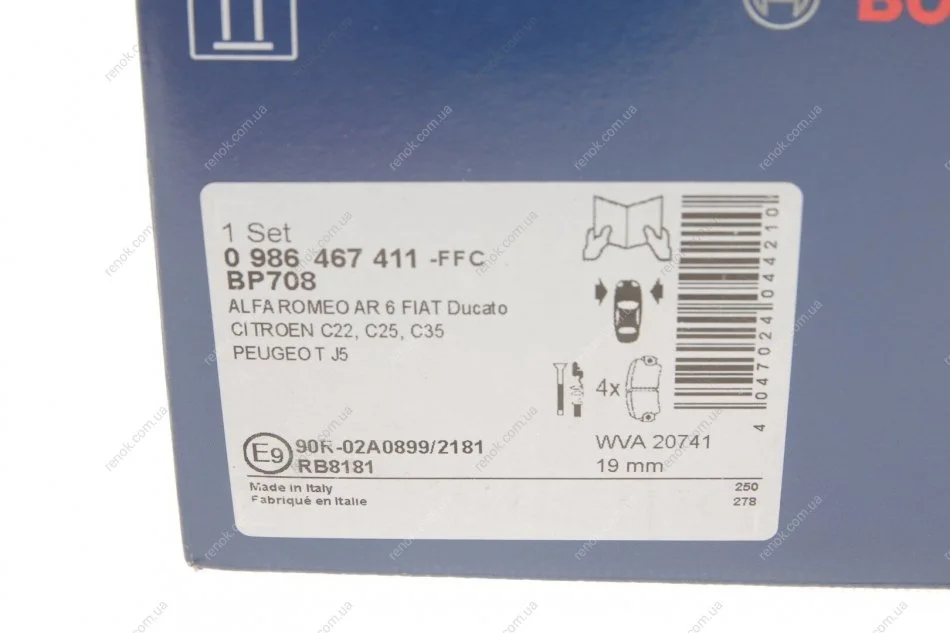 BO
1 Set
0 986 467 411 -FFC
BP708
ALFA ROMEO AR 6 FIAT Ducato
CITROEN C22, C25, C35
PEUGEOT J5
4x
4 047024 044210
E9
90R-02A0899/2181
RB8181
WVA 20741
19 mm
Made in Italy
Fabriqué en Italie
250
278
renok.com.ua